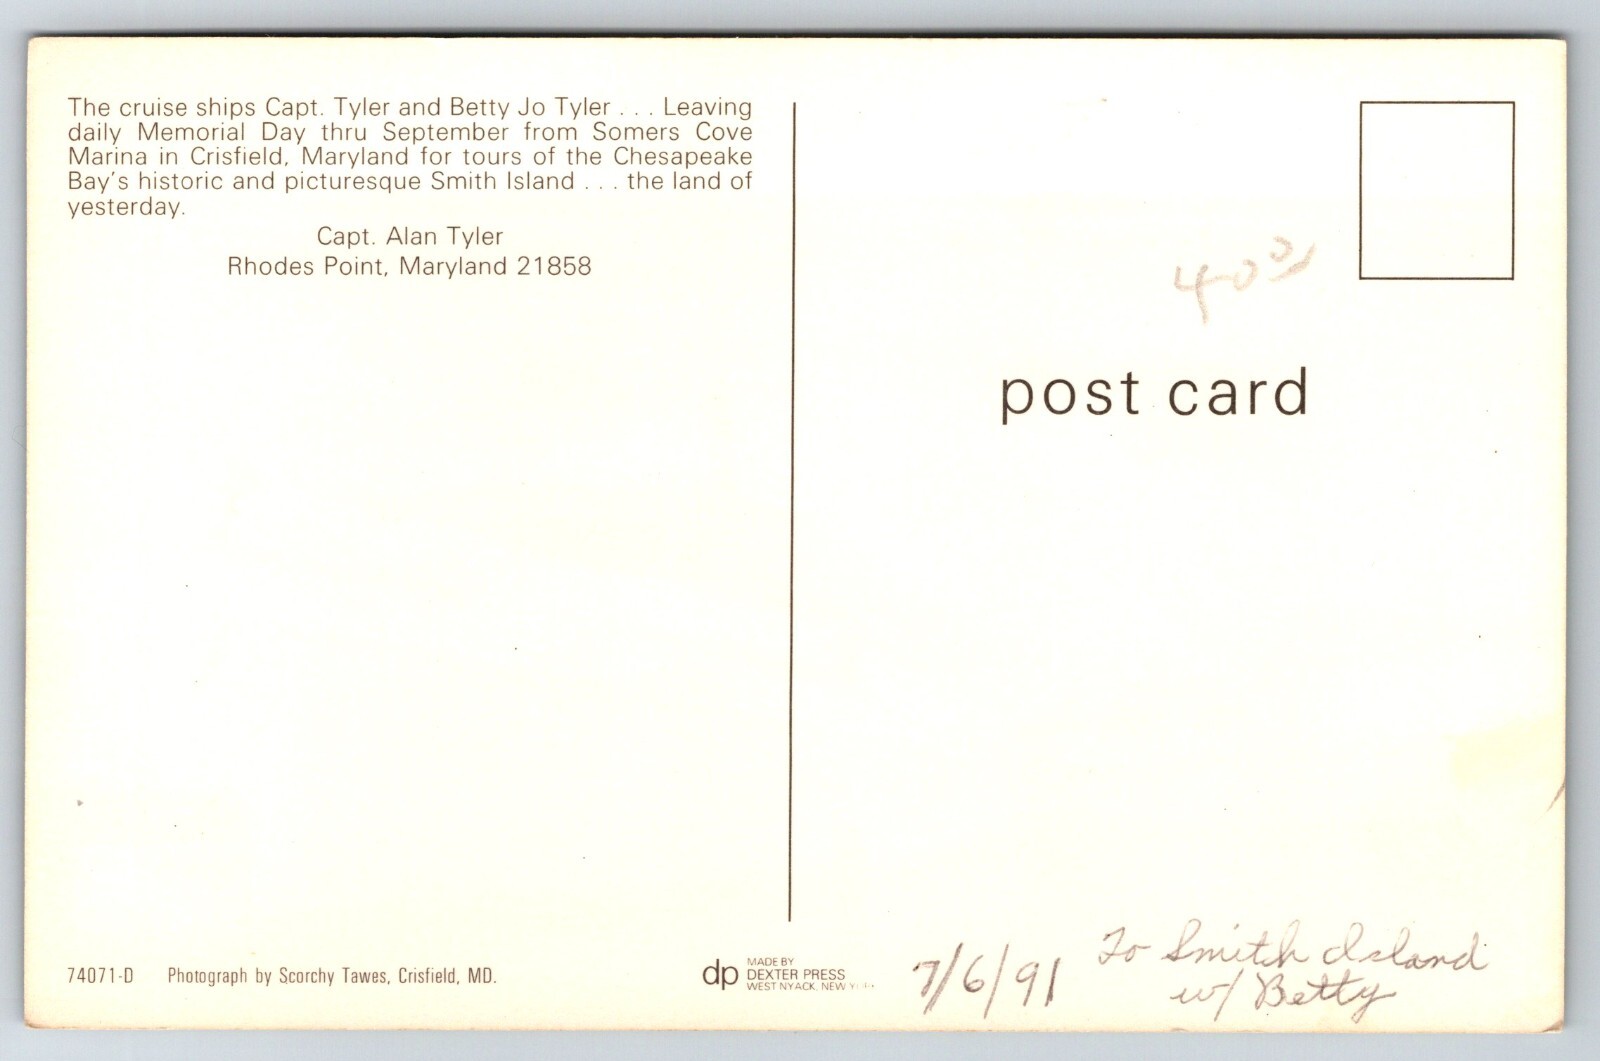 The cruise ships Capt. Tyler and Betty Jo Tyler . . . Leaving
daily Memorial Day thru September from Somers Cove
Marina in Crisfield, Maryland for tours of the Chesapeake
Bay's historic and picturesque Smith Island . . . the land of
yesterday.
Capt. Alan Tyler
Rhodes Point, Maryland 21858
post card
74071-D Photograph by Scorchy Tawes, Crisfield, MD.
dp
MADE BY
DEXTER PRESS
WEST NYACK, NEW
7/6/91
To Smith Island
w/ Betty